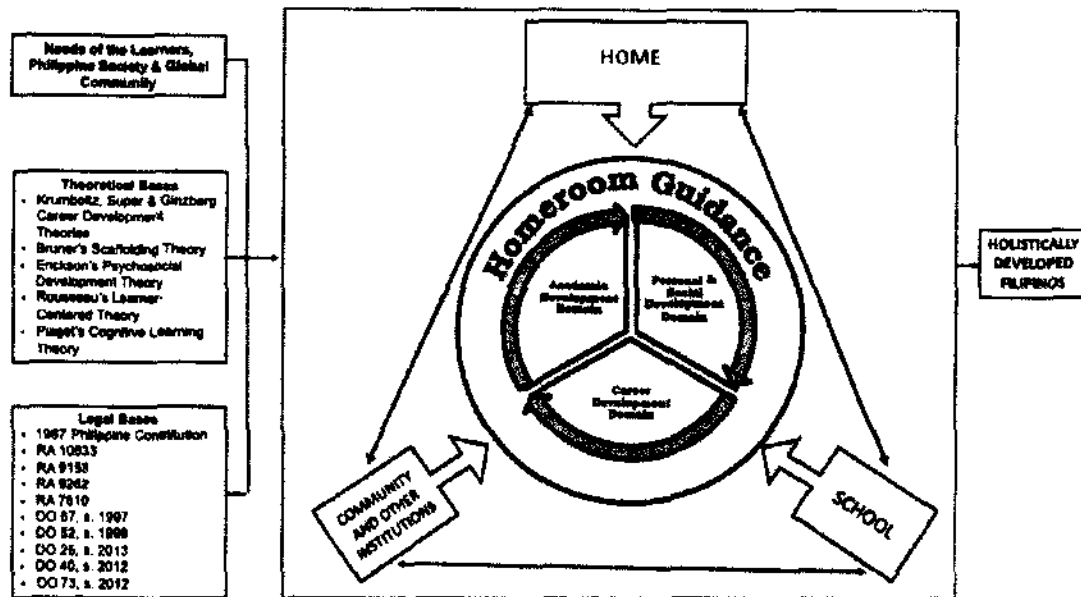 Needs of the Learners,
Philippine Society & Global
Community
Theoretical Bases
• Krumboltz, Super & Ginzberg
Career Development
Theories
• Bruner's Scaffolding Theory
• Erickson's Psychosocial
Development Theory
• Rousseau's Learner-
Centered Theory
• Piaget's Cognitive Learning
Theory
Legal Bases
• 1987 Philippine Constitution
• RA 10533
• RA
• RA 9262
• RA 7610
• DO s. 1997
• DO 52, s.
• DO s. 2013
• DO 40, s. 2012
• DO 73, s. 2012
HOME
Homeroom Guidance
Academic
Development
Domain
Personal &
Social
Development
Domain
Career
Development
Domain
COMMUNITY
AND OTHER
INSTITUTIONS
SCHOOL
HOLISTICALLY
DEVELOPED
FILIPINOS